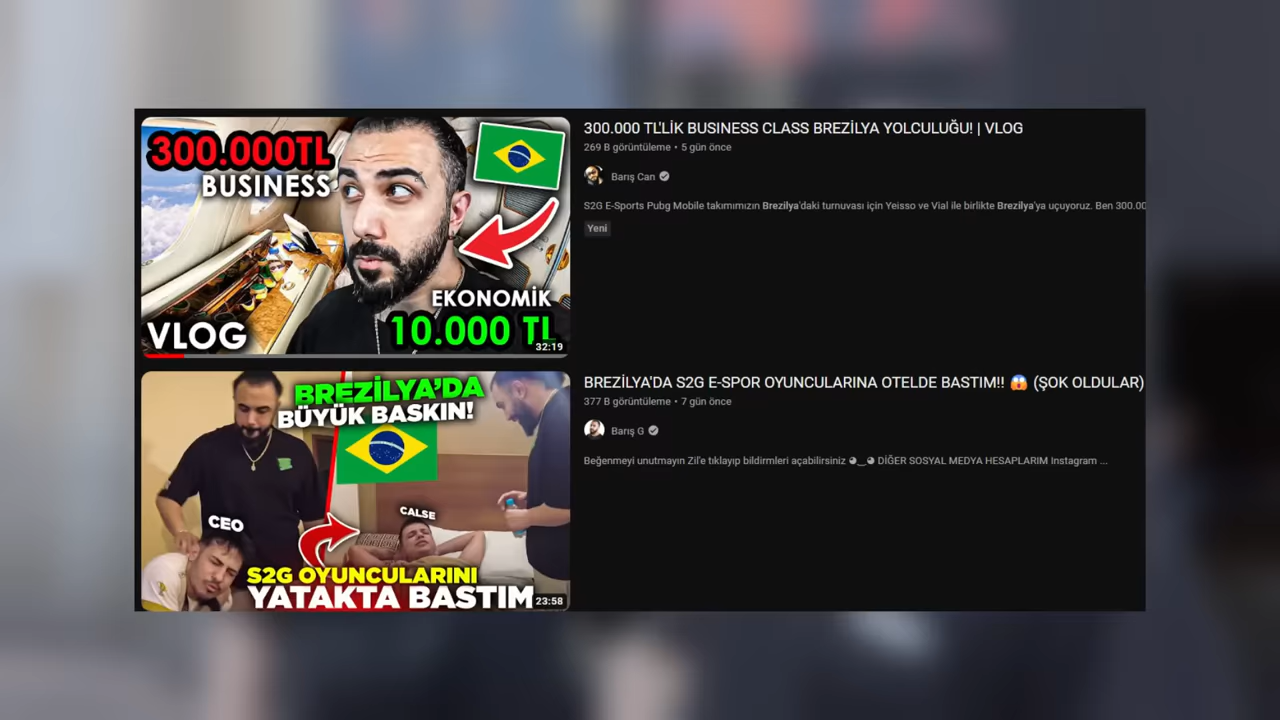 300.000TL
BUSINESS
EKONOMİK
10.000 TL
VLOG
32:19
300.000 TL'LİK BUSINESS CLASS BREZİLYA YOLCULUĞU! | VLOG
269 B görüntüleme • 5 gün önce
Barış Can
S2G E-Sports Pubg Mobile takımımızın Brezilya'daki turnuvası için Yeisso ve Vial ile birlikte Brezilya'ya uçuyoruz. Ben 300.00
Yeni
BREZİLYA'DA
BÜYÜK BASKIN!
CEO
CALSE
S2G OYUNCULARINI
YATAKTA BASTIM
23:58
BREZİLYA'DA S2G E-SPOR OYUNCULARINA OTELDE BASTIM!! 😱 (ŞOK OLDULAR)
377 B görüntüleme • 7 gün önce
Barış G
Beğenmeyi unutmayın Zil'e tıklayıp bildirmleri açabilirsiniz ◕‿◕ DİĞER SOSYAL MEDYA HESAPLARIM Instagram ...